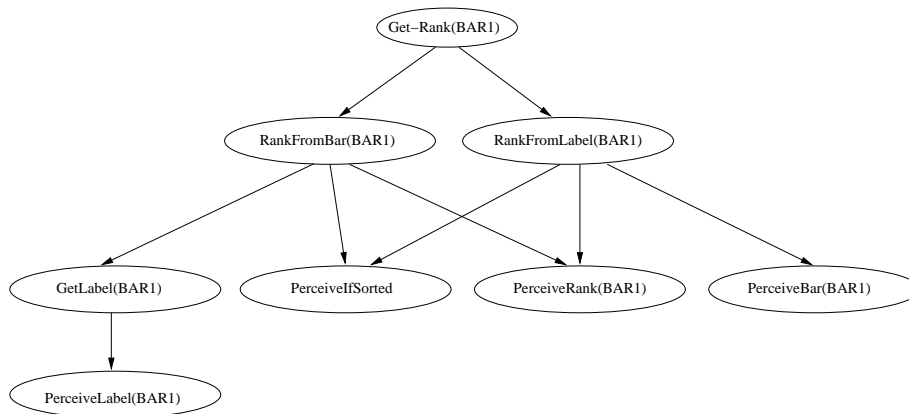 Get−Rank(BAR1)
RankFromBar(BAR1)
RankFromLabel(BAR1)
GetLabel(BAR1)
PerceiveIfSorted
PerceiveRank(BAR1)
PerceiveBar(BAR1)
PerceiveLabel(BAR1)